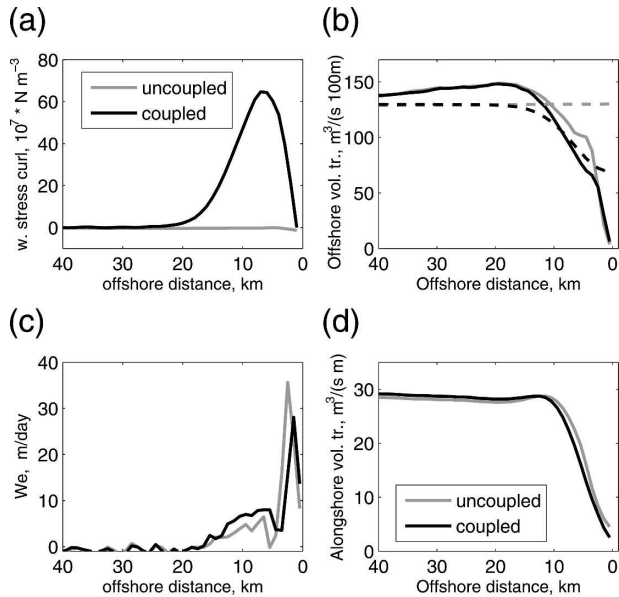 (a)
w. stress curl, 10⁷ * N m⁻³
80
60
40
20
0
uncoupled
coupled
40 30 20 10 0
offshore distance, km
(b)
Offshore vol. tr., m³/(s 100m)
150
100
50
0
40 30 20 10 0
Offshore distance, km
(c)
We, m/day
40
30
20
10
0
40 30 20 10 0
offshore distance, km
(d)
Alongshore vol. tr., m³/(s m)
30
20
10
0
uncoupled
coupled
40 30 20 10 0
Offshore distance, km